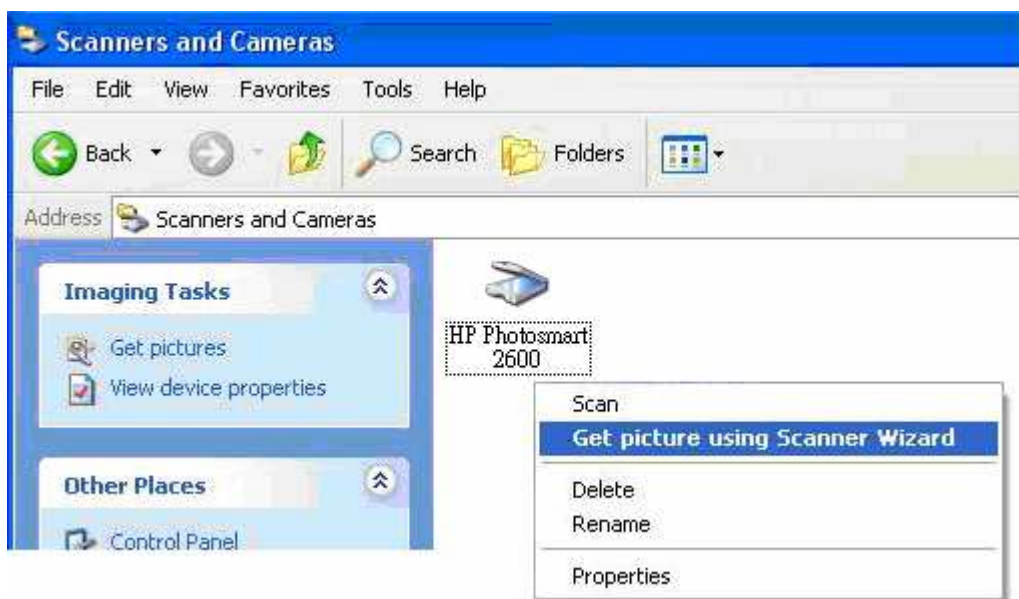 Scanners and Cameras
File Edit View Favorites Tools Help
Back Search Folders
Address Scanners and Cameras
Imaging Tasks
Get pictures
View device properties
Other Places
Control Panel
HP Photosmart
2600
Scan
Get picture using Scanner Wizard
Delete
Rename
Properties